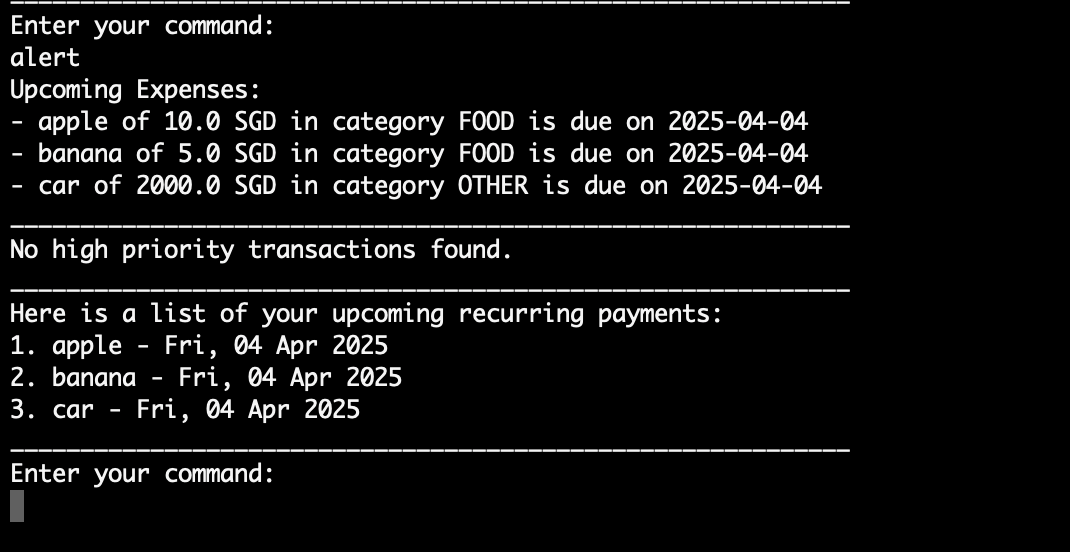 ____________________________________________________________
Enter your command:
alert
Upcoming Expenses:
- apple of 10.0 SGD in category FOOD is due on 2025-04-04
- banana of 5.0 SGD in category FOOD is due on 2025-04-04
- car of 2000.0 SGD in category OTHER is due on 2025-04-04
____________________________________________________________
No high priority transactions found.
____________________________________________________________
Here is a list of your upcoming recurring payments:
1. apple - Fri, 04 Apr 2025
2. banana - Fri, 04 Apr 2025
3. car - Fri, 04 Apr 2025
____________________________________________________________
Enter your command: